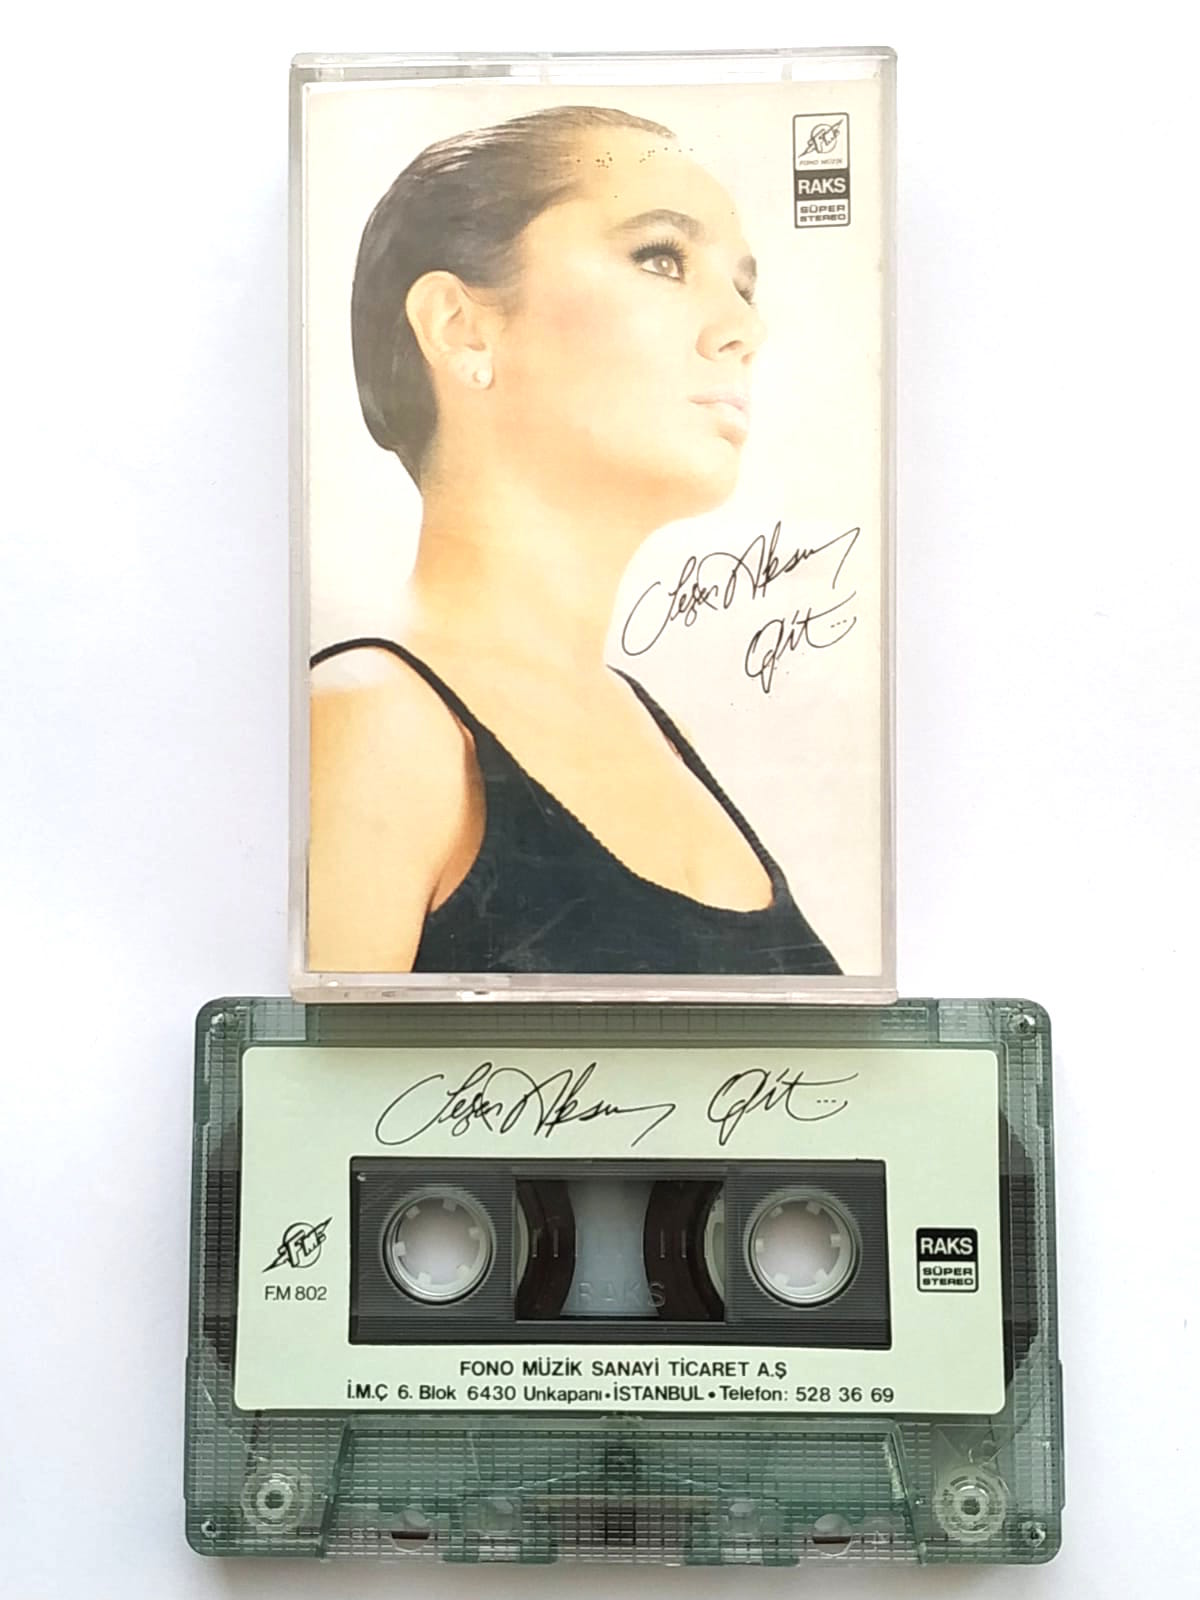 FONO MÜZİK
RAKS
SÜPER
STEREO
Sezen Aksu
Git...
Sezen Aksu Git...
F.M 802
RAKS
SÜPER
STEREO
RAKS
FONO MÜZİK SANAYİ TİCARET A.Ş
İ.M.Ç 6. Blok 6430 Unkapanı•İSTANBUL•Telefon: 528 36 69